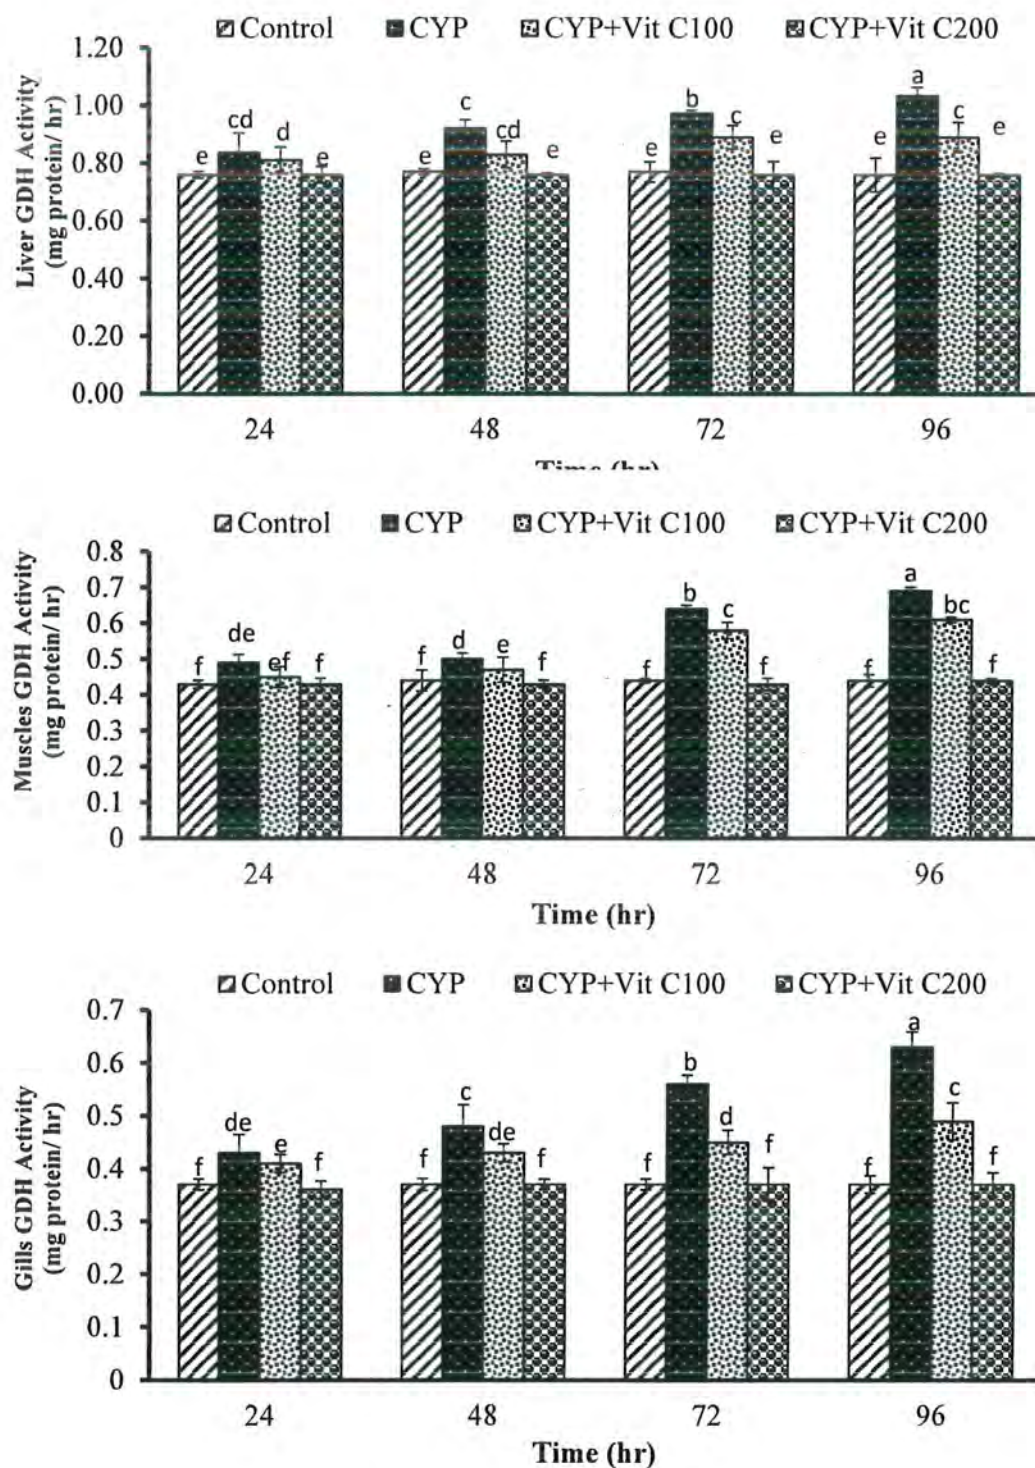 Control CYP CYP+Vit C100 CYP+Vit C200
Liver GDH Activity
(mg protein/ hr)
1.20
1.00
0.80
0.60
0.40
0.20
0.00
e cd d e
e c cd e
e b c e
e a c e
24 48 72 96
Time (hr)
Control CYP CYP+Vit C100 CYP+Vit C200
Muscles GDH Activity
(mg protein/ hr)
0.8
0.7
0.6
0.5
0.4
0.3
0.2
0.1
0
f de ef f
f d e f
f b c f
f a bc f
24 48 72 96
Time (hr)
Control CYP CYP+Vit C100 CYP+Vit C200
Gills GDH Activity
(mg protein/ hr)
0.7
0.6
0.5
0.4
0.3
0.2
0.1
0
f de e f
f c de f
f b d f
f a c f
24 48 72 96
Time (hr)